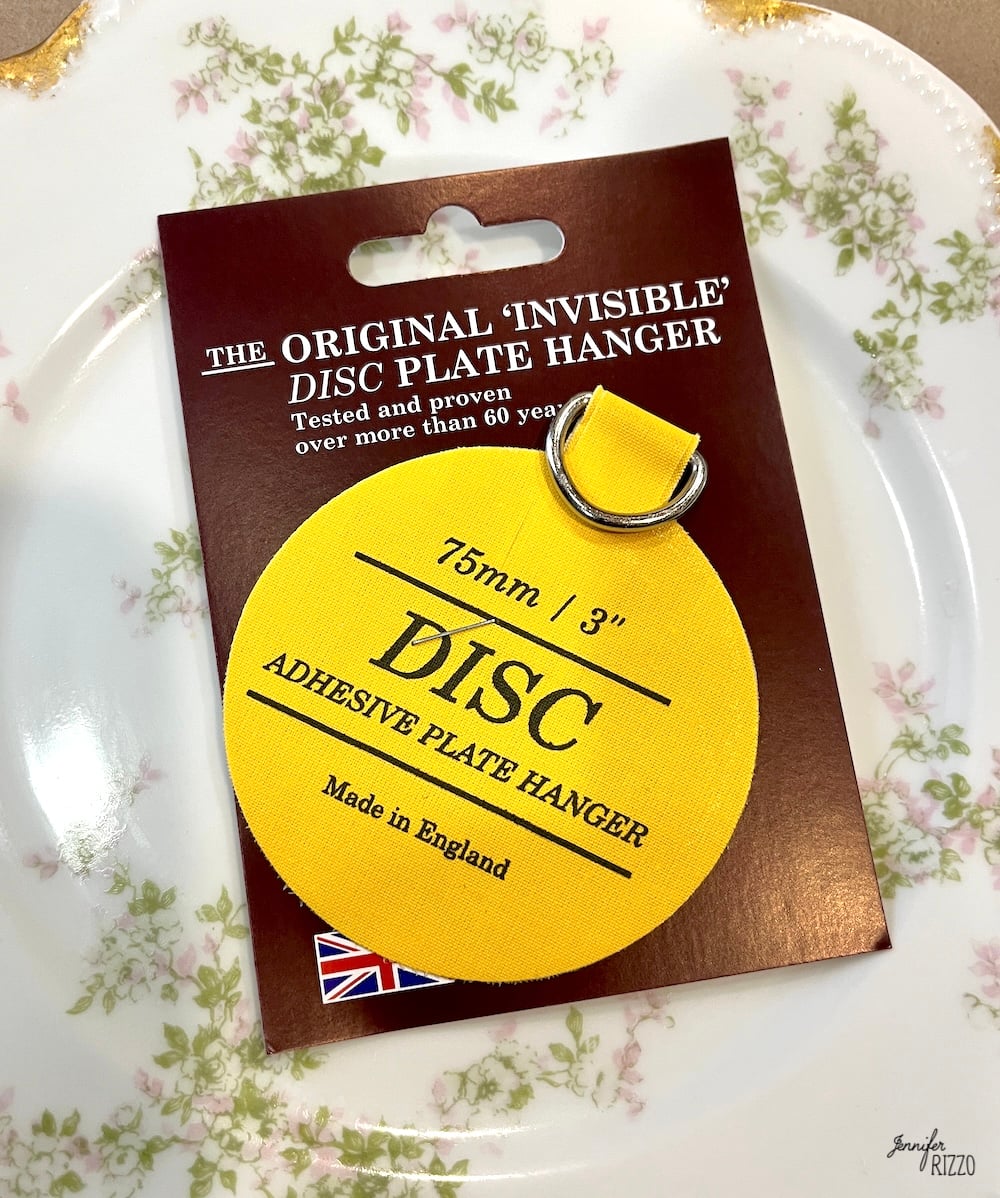 THE ORIGINAL ‘INVISIBLE’
DISC PLATE HANGER
Tested and proven
over more than 60
75mm / 3"
DISC
ADHESIVE PLATE HANGER
Made in England
Jennifer
RIZZO